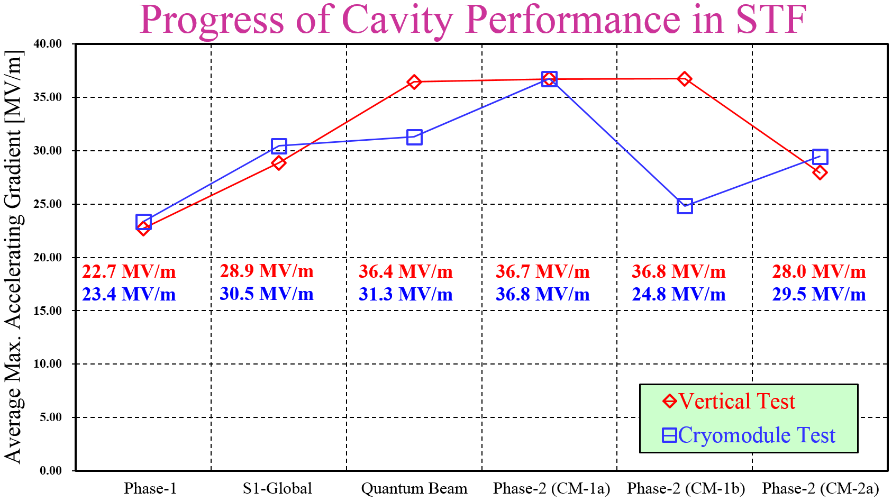 Progress of Cavity Performance in STF
Average Max. Accelerating Gradient [MV/m]
40.00
35.00
30.00
25.00
20.00
15.00
10.00
5.00
0.00
22.7 MV/m 28.9 MV/m 36.4 MV/m 36.7 MV/m 36.8 MV/m 28.0 MV/m
23.4 MV/m 30.5 MV/m 31.3 MV/m 36.8 MV/m 24.8 MV/m 29.5 MV/m
Vertical Test
Cryomodule Test
Phase-1 S1-Global Quantum Beam Phase-2 (CM-1a) Phase-2 (CM-1b) Phase-2 (CM-2a)